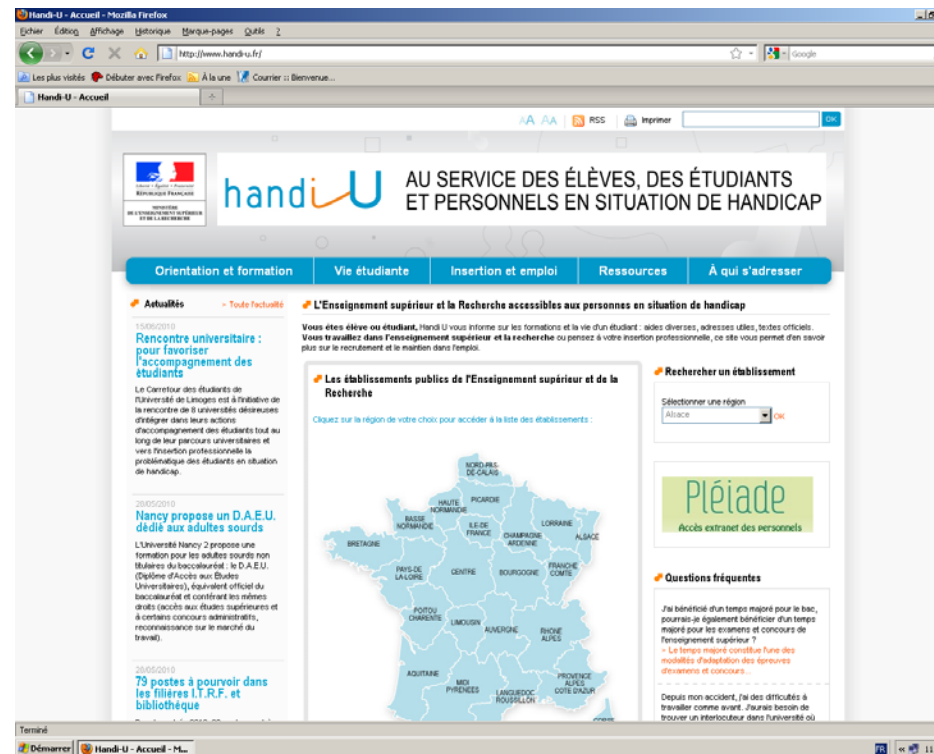 Handi-U - Accueil - Mozilla Firefox
Fichier Édition Affichage Historique Marque-pages Outils ?
http://www.handi-u.fr/
Google
Les plus visités Débuter avec Firefox À la une Courrier :: Bienvenue...
Handi-U - Accueil
AA AA RSS Imprimer OK
Liberté • Égalité • Fraternité
RÉPUBLIQUE FRANÇAISE
MINISTÈRE
DE L'ENSEIGNEMENT SUPÉRIEUR
ET DE LA RECHERCHE
handi U
AU SERVICE DES ÉLÈVES, DES ÉTUDIANTS
ET PERSONNELS EN SITUATION DE HANDICAP
Orientation et formation Vie étudiante Insertion et emploi Ressources À qui s'adresser
Actualités » Toute l'actualité
15/06/2010
Rencontre universitaire :
pour favoriser
l'accompagnement des
étudiants
Le Carrefour des étudiants de
l'Université de Limoges est à l'initiative de
la rencontre de 8 universités désireuses
d'intégrer dans leurs actions
d'accompagnement des étudiants tout au
long de leur parcours universitaires et
vers l'insertion professionnelle la
problématique des étudiants en situation
de handicap.
28/05/2010
Nancy propose un D.A.E.U.
dédié aux adultes sourds
L'Université Nancy 2 propose une
formation pour les adultes sourds non
titulaires du baccalauréat : le D.A.E.U.
(Diplôme d'Accès aux Études
Universitaires), équivalent officiel du
baccalauréat et conférant les mêmes
droits (accès aux études supérieures et
à certains concours administratifs,
reconnaissance sur le marché du
travail).
28/05/2010
79 postes à pourvoir dans
les filières I.T.R.F. et
bibliothèque
L'Enseignement supérieur et la Recherche accessibles aux personnes en situation de handicap
Vous êtes élève ou étudiant, Handi U vous informe sur les formations et la vie d'un étudiant : aides diverses, adresses utiles, textes officiels.
Vous travaillez dans l'enseignement supérieur et la recherche ou pensez à votre insertion professionnelle, ce site vous permet d'en savoir
plus sur le recrutement et le maintien dans l'emploi.
Les établissements publics de l'Enseignement supérieur et de la
Recherche
Cliquez sur la région de votre choix pour accéder à la liste des établissements :
NORD-PAS-
DE-CALAIS
HAUTE
NORMANDIE
PICARDIE
BASSE
NORMANDIE
ILE-DE
FRANCE
CHAMPAGNE
ARDENNE
LORRAINE
ALSACE
BRETAGNE
PAYS-DE
LA-LOIRE
CENTRE
BOURGOGNE
FRANCHE
COMTE
POITOU
CHARENTE
LIMOUSIN
AUVERGNE
RHONE
ALPES
AQUITAINE
MIDI
PYRENEES
LANGUEDOC
ROUSSILLON
PROVENCE
ALPES
COTE D'AZUR
CORSE
Rechercher un établissement
Sélectionner une région
Alsace OK
Pléiade
Accès extranet des personnels
Questions fréquentes
J'ai bénéficié d'un temps majoré pour le bac,
pourrais-je également bénéficier d'un temps
majoré pour les examens et concours de
l'enseignement supérieur ?
» Le temps majoré constitue l'une des
modalités d'adaptation des épreuves
d'examens et concours...
Depuis mon accident, j'ai des difficultés à
travailler comme avant. J'aurais besoin de
trouver un interlocuteur dans l'université où
Terminé
Démarrer Handi-U - Accueil - M... FR « 11